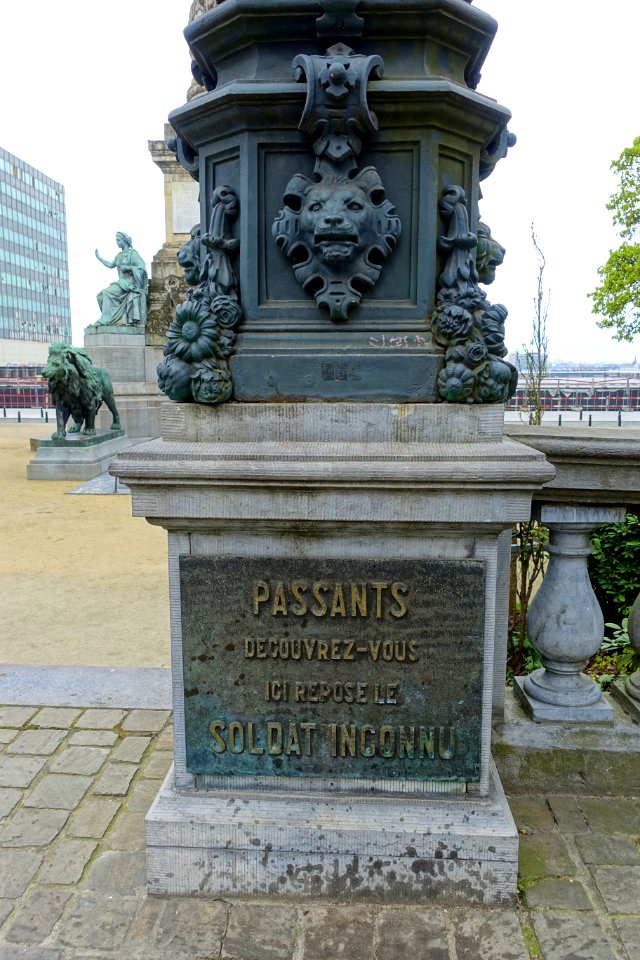 PASSANTS
DECOUVREZ-VOUS
ICI REPOSE LE
SOLDAT INCONNU